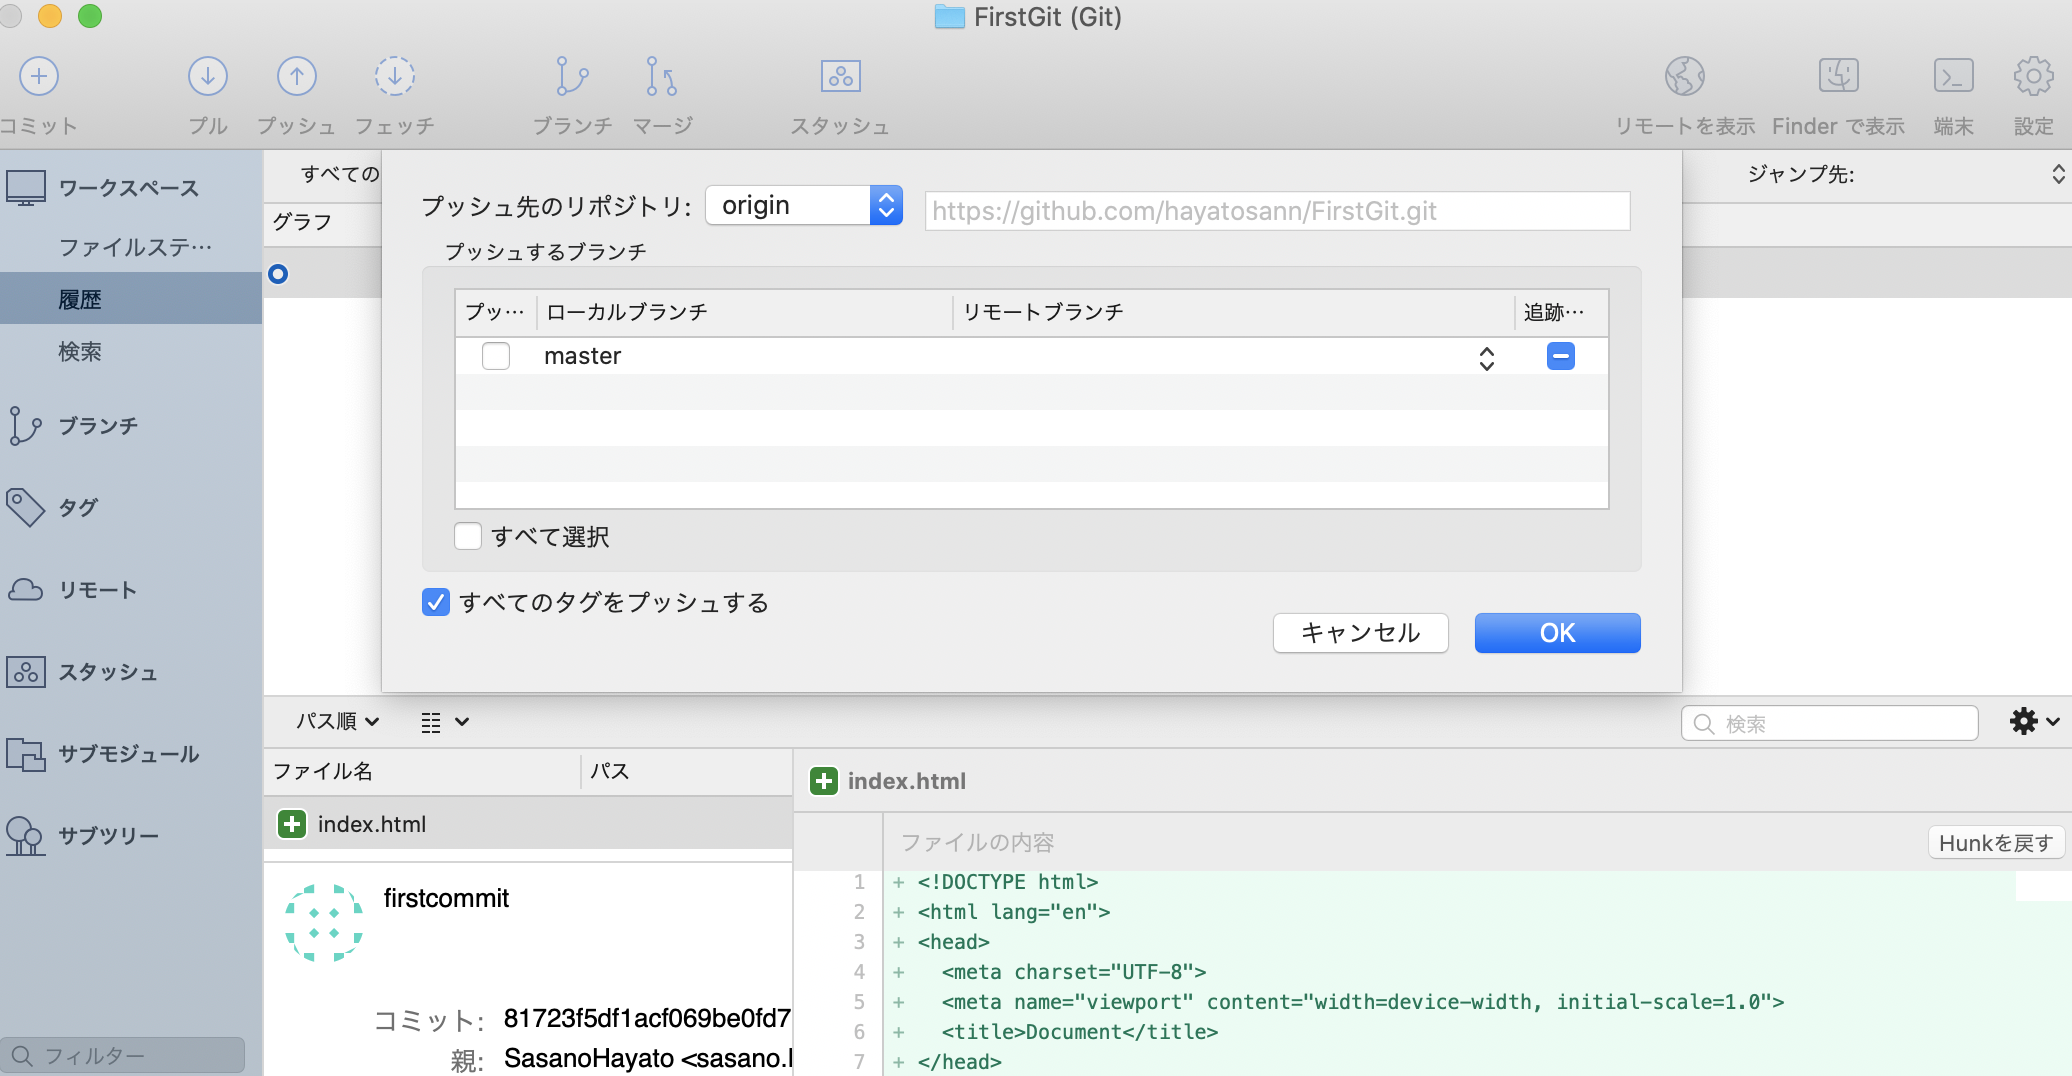 FirstGit (Git)
コミット プル プッシュ フェッチ ブランチ マージ スタッシュ リモートを表示 Finder で表示 端末 設定
ワークスペース
ファイルステ…
履歴
検索
ブランチ
タグ
リモート
スタッシュ
サブモジュール
サブツリー
フィルター
すべての
ジャンプ先:
グラフ
プッシュ先のリポジトリ: origin https://github.com/hayatosann/FirstGit.git
プッシュするブランチ
プッ… ローカルブランチ リモートブランチ 追跡…
master
すべて選択
すべてのタグをプッシュする
キャンセル OK
パス順
検索
ファイル名 パス
index.html
firstcommit
コミット: 81723f5df1acf069be0fd7
親: SasanoHayato <sasano.
index.html
ファイルの内容 Hunkを戻す
1 + <!DOCTYPE html>
2 + <html lang="en">
3 + <head>
4 + <meta charset="UTF-8">
5 + <meta name="viewport" content="width=device-width, initial-scale=1.0">
6 + <title>Document</title>
7 + </head>